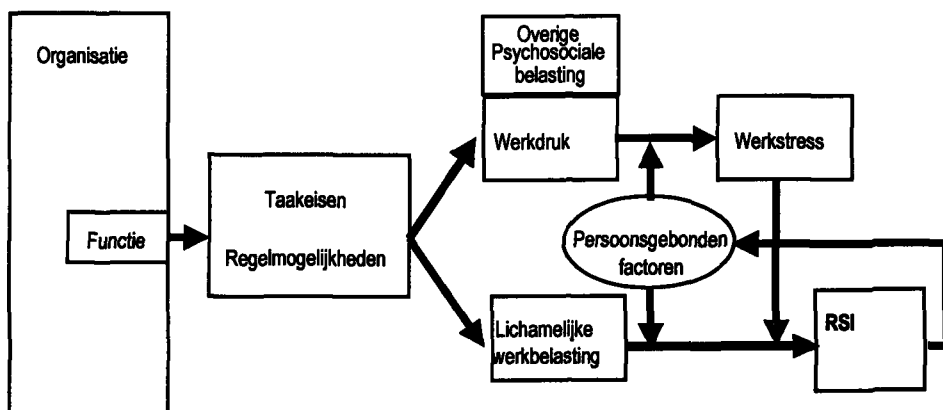 Organisatie
Functie
Taakeisen
Regelmogelijkheden
Overige
Psychosociale
belasting
Werkdruk
Werkstress
Persoonsgebonden
factoren
Lichamelijke
werkbelasting
RSI